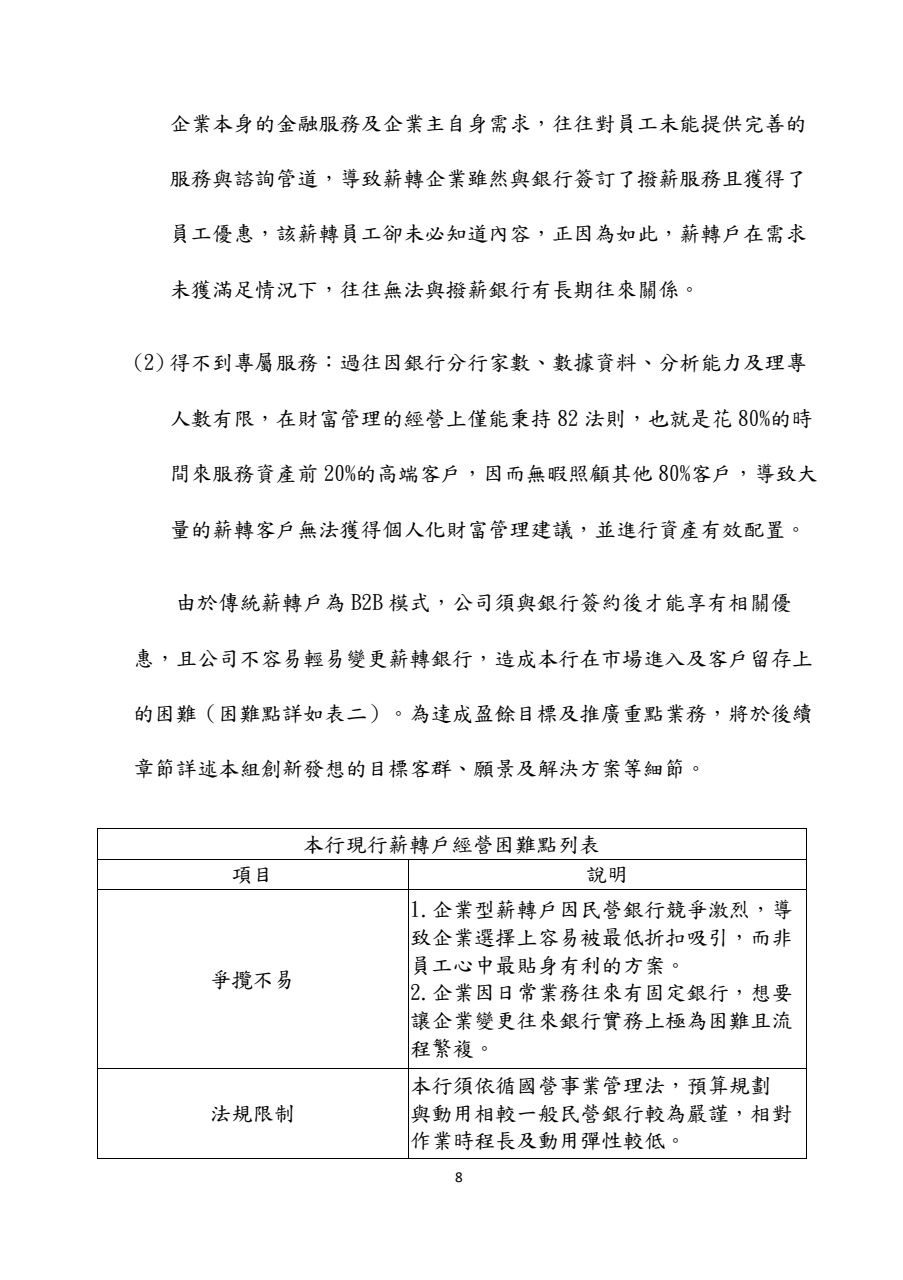 企業本身的金融服務及企業主自身需求，往往對員工未能提供完善的
服務與諮詢管道，導致薪轉企業雖然與銀行簽訂了撥薪服務且獲得了
員工優惠，該薪轉員工卻未必知道內容，正因為如此，薪轉戶在需求
未獲滿足情況下，往往無法與撥薪銀行有長期往來關係。
(2)得不到專屬服務：過往因銀行分行家數、數據資料、分析能力及理專
人數有限，在財富管理的經營上僅能秉持 82 法則，也就是花 80%的時
間來服務資產前 20%的高端客戶，因而無暇照顧其他 80%客戶，導致大
量的薪轉客戶無法獲得個人化財富管理建議，並進行資產有效配置。
由於傳統薪轉戶為 B2B 模式，公司須與銀行簽約後才能享有相關優
惠，且公司不容易輕易變更薪轉銀行，造成本行在市場進入及客戶留存上
的困難（困難點詳如表二）。為達成盈餘目標及推廣重點業務，將於後續
章節詳述本組創新發想的目標客群、願景及解決方案等細節。
本行現行薪轉戶經營困難點列表
項目
說明
爭攬不易
1.企業型薪轉戶因民營銀行競爭激烈，導
致企業選擇上容易被最低折扣吸引，而非
員工心中最貼身有利的方案。
2.企業因日常業務往來有固定銀行，想要
讓企業變更往來銀行實務上極為困難且流
程繁複。
法規限制
本行須依循國營事業管理法，預算規劃
與動用相較一般民營銀行較為嚴謹，相對
作業時程長及動用彈性較低。
8